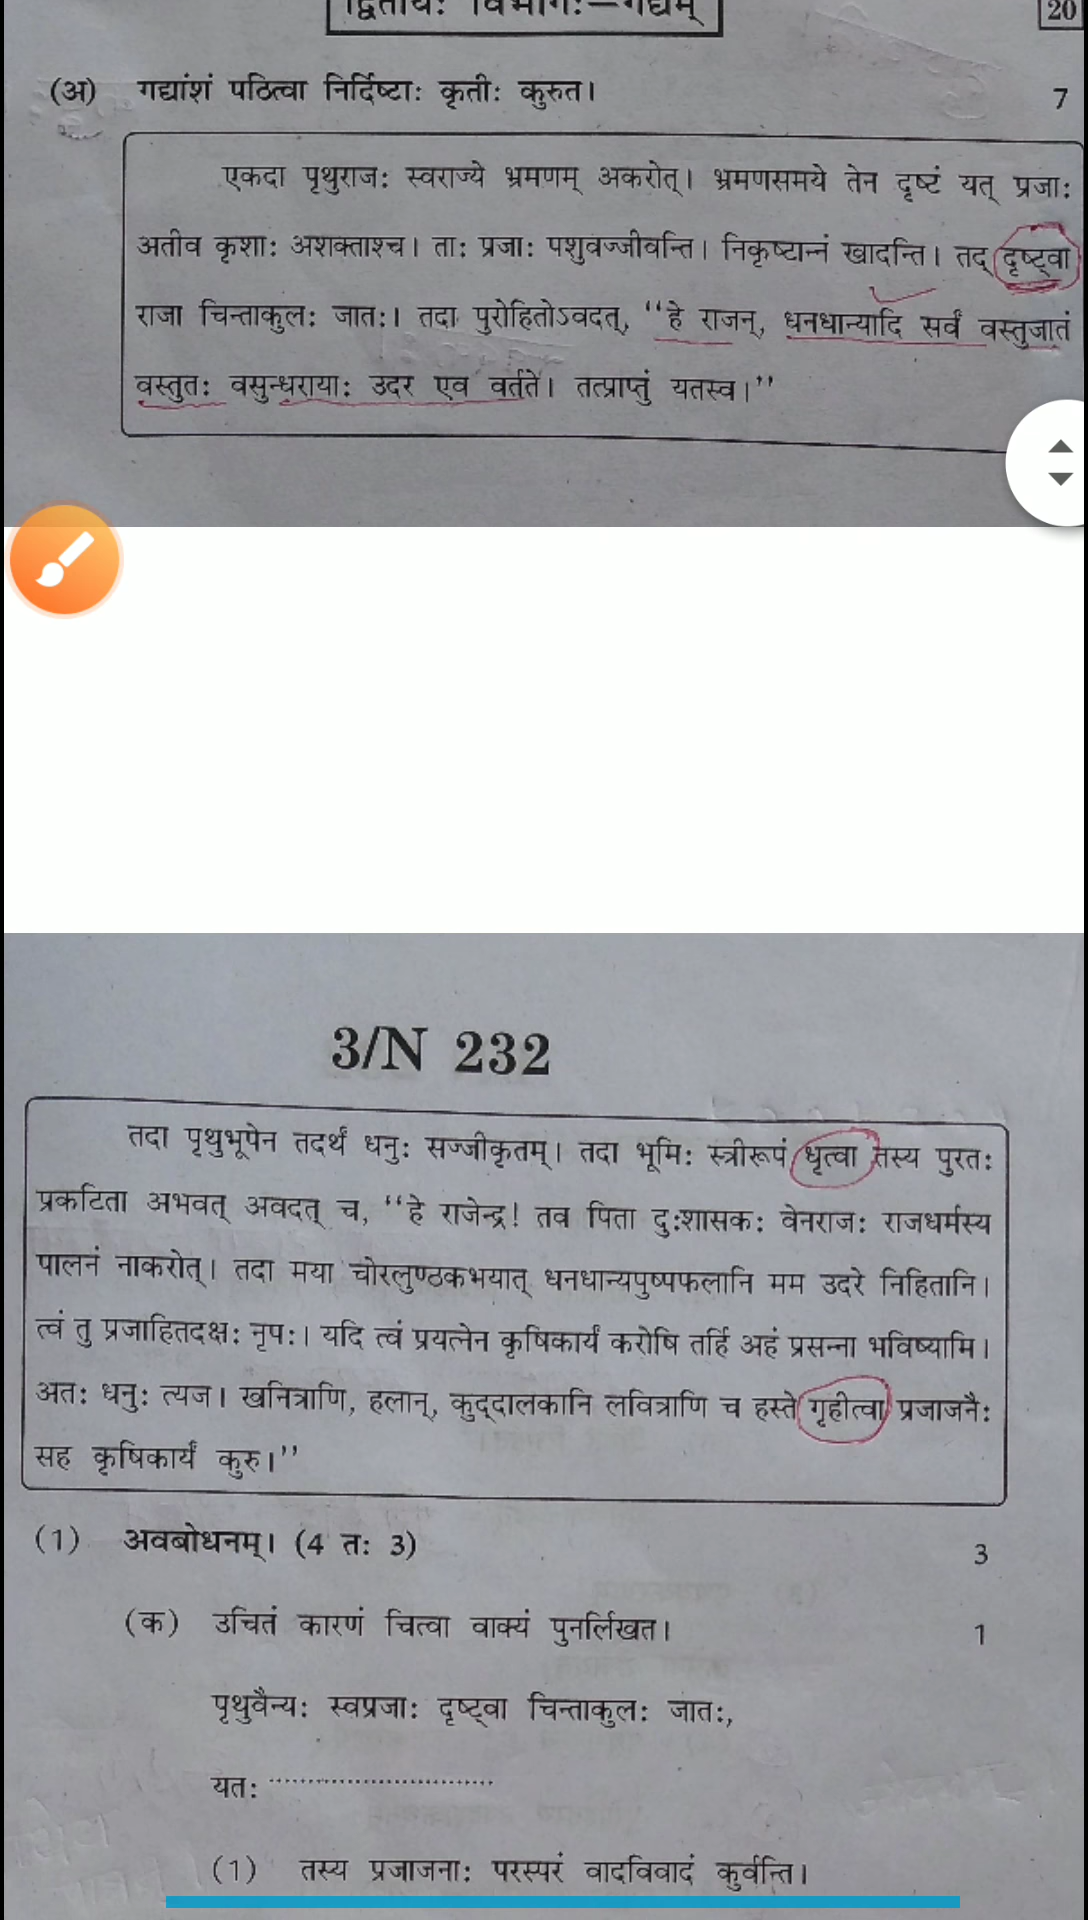 द्वितीयः विभागः—गद्यम्
20
(अ) गद्यांशं पठित्वा निर्दिष्टाः कृतीः कुरुत। 7
एकदा पृथुराजः स्वराज्ये भ्रमणम् अकरोत्। भ्रमणसमये तेन दृष्टं यत् प्रजाः
अतीव कृशाः अशक्ताश्च। ताः प्रजाः पशुवज्जीवन्ति। निकृष्टान्नं खादन्ति। तद् दृष्ट्वा
राजा चिन्ताकुलः जातः। तदा पुरोहितोऽवदत्, “हे राजन्, धनधान्यादि सर्वं वस्तुजातं
वस्तुतः वसुन्धरायाः उदर एव वर्तते। तत्प्राप्तुं यतस्व।”
3/N 232
तदा पृथुभूपेन तदर्थं धनुः सज्जीकृतम्। तदा भूमिः स्त्रीरूपं धृत्वा तस्य पुरतः
प्रकटिता अभवत् अवदत् च, “हे राजेन्द्र! तव पिता दुःशासकः वेनराजः राजधर्मस्य
पालनं नाकरोत्। तदा मया चोरलुण्ठकभयात् धनधान्यपुष्पफलानि मम उदरे निहितानि।
त्वं तु प्रजाहितदक्षः नृपः। यदि त्वं प्रयत्नेन कृषिकार्यं करोषि तर्हि अहं प्रसन्ना भविष्यामि।
अतः धनुः त्यज। खनित्राणि, हलान्, कुद्दालकानि लवित्राणि च हस्ते गृहीत्वा प्रजाजनैः
सह कृषिकार्यं कुरु।”
(1) अवबोधनम्। (4 तः 3) 3
(क) उचितं कारणं चित्वा वाक्यं पुनर्लिखत। 1
पृथुवैन्यः स्वप्रजाः दृष्ट्वा चिन्ताकुलः जातः,
यतः ..............................
(1) तस्य प्रजाजनाः परस्परं वादविवादं कुर्वन्ति।